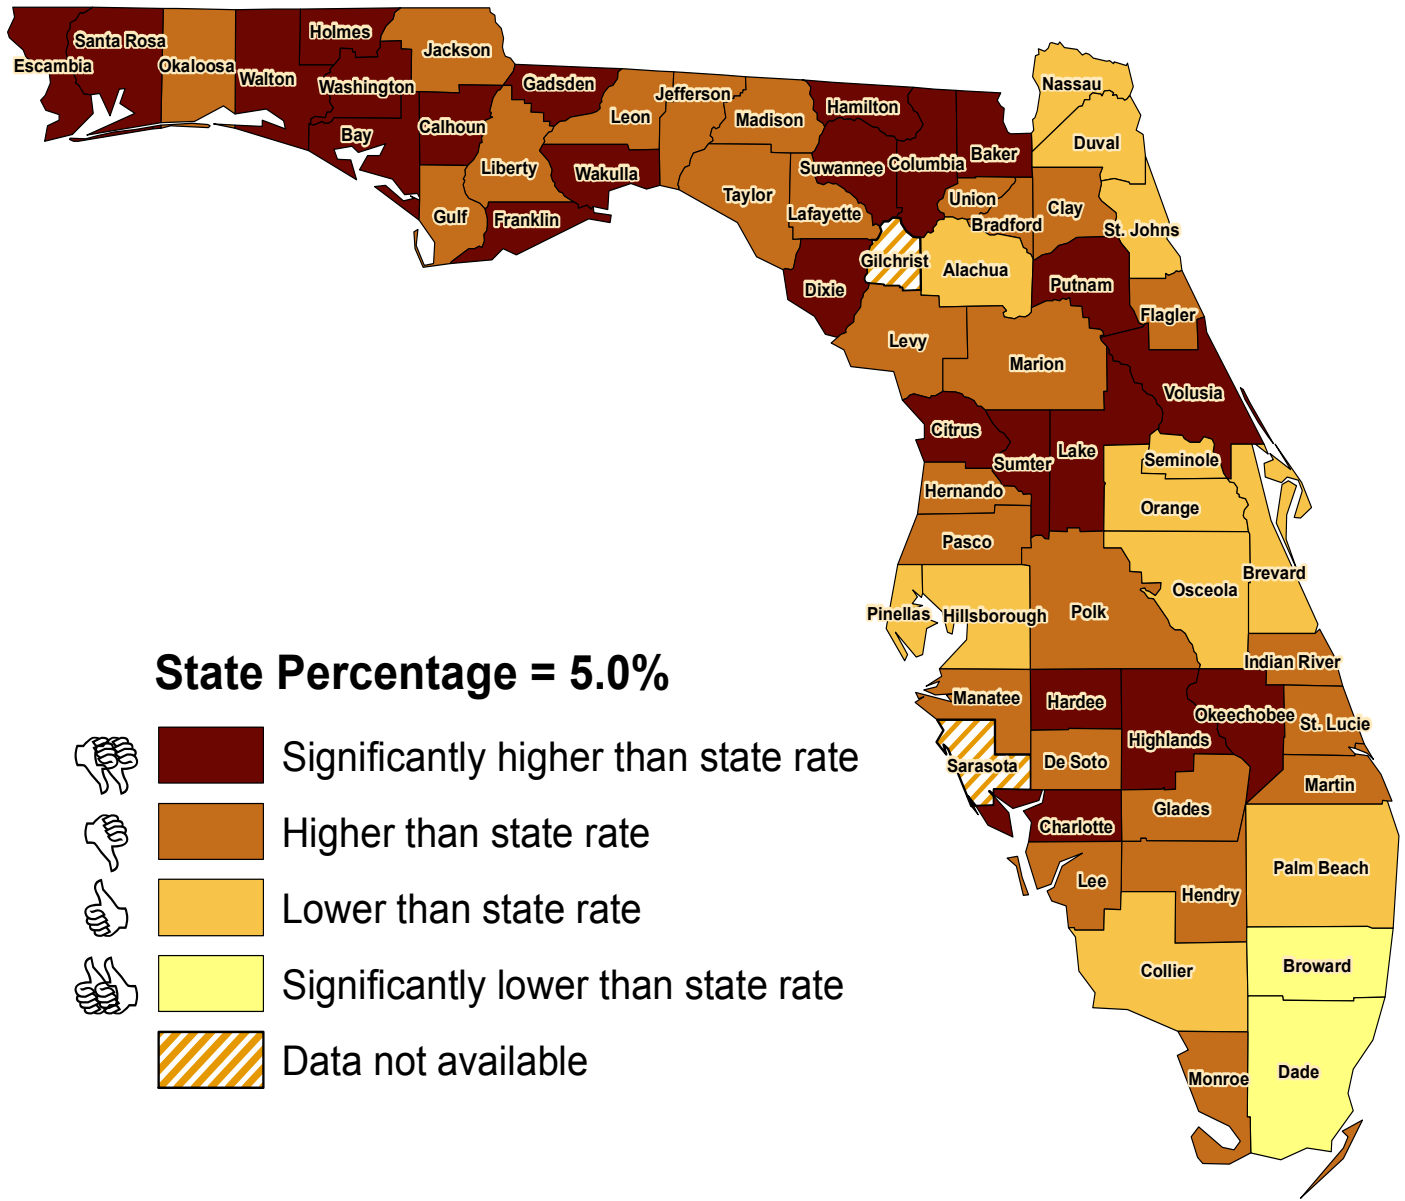 Holmes
Santa Rosa
Jackson
Escambia
Okaloosa
Walton
Washington
Gadsden
Nassau
Jefferson
Leon
Madison
Hamilton
Calhoun
Bay
Duval
Baker
Columbia
Suwannee
Liberty
Wakulla
Taylor
Union
Clay
Lafayette
Gulf
Franklin
Bradford
St. Johns
Gilchrist
Alachua
Putnam
Dixie
Flagler
Levy
Marion
Volusia
Citrus
Lake
Seminole
Sumter
Hernando
Orange
Pasco
Brevard
Osceola
Pinellas
Hillsborough
Polk
Indian River
State Percentage = 5.0%
Manatee
Hardee
Okeechobee
St. Lucie
Highlands
Significantly higher than state rate
De Soto
Sarasota
Martin
Glades
Charlotte
Higher than state rate
Palm Beach
Lee
Hendry
Lower than state rate
Broward
Collier
Significantly lower than state rate
Data not available
Dade
Monroe